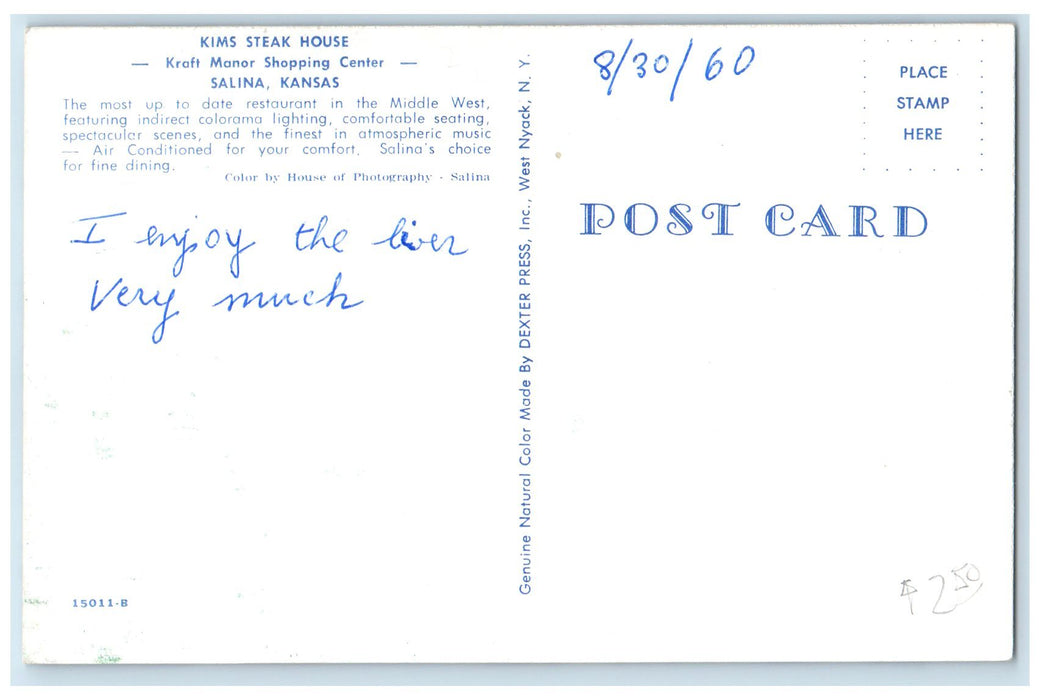 KIMS STEAK HOUSE
— Kraft Manor Shopping Center —
SALINA, KANSAS
The most up to date restaurant in the Middle West,
featuring indirect colorama lighting, comfortable seating,
spectacular scenes, and the finest in atmospheric music
— Air Conditioned for your comfort, Salina's choice
for fine dining.
Color by House of Photography - Salina
I enjoy the liver
Very much
15011-B
Genuine Natural Color Made By DEXTER PRESS, Inc., West Nyack, N. Y.
8/30/60
PLACE
STAMP
HERE
POST CARD
$2.50